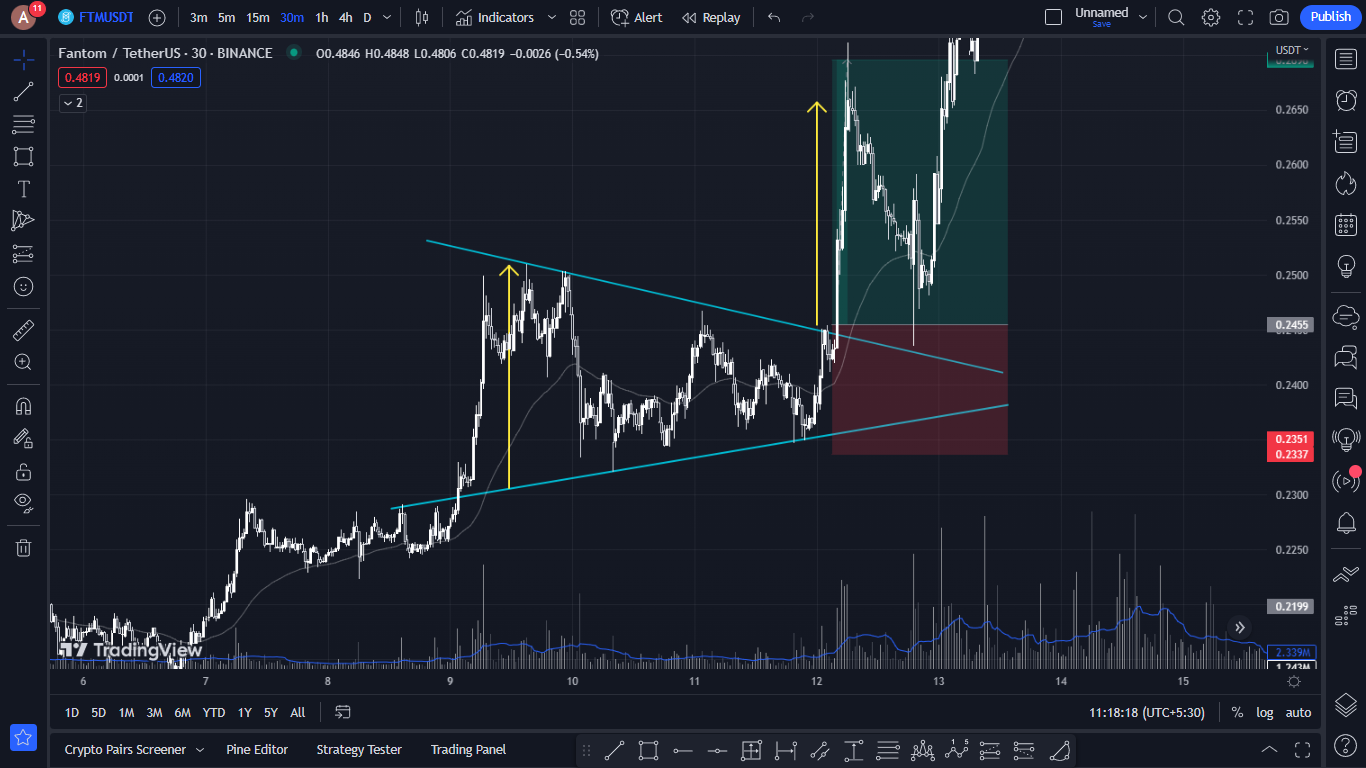 A
11
FTMUSDT
3m 5m 15m 30m 1h 4h D
Indicators
Alert
Replay
Unnamed
Save
Publish
Fantom / TetherUS · 30 · BINANCE
O0.4846 H0.4848 L0.4806 C0.4819 −0.0026 (−0.54%)
0.4819
0.0001
0.4820
2
USDT
0.2650
0.2600
0.2550
0.2500
0.2455
0.2400
0.2351
0.2337
0.2300
0.2250
0.2199
2.339M
1.243M
TradingView
6 7 8 9 10 11 12 13 14 15
1D 5D 1M 3M 6M YTD 1Y 5Y All
11:18:18 (UTC+5:30)
% log auto
Crypto Pairs Screener
Pine Editor
Strategy Tester
Trading Panel
1 5